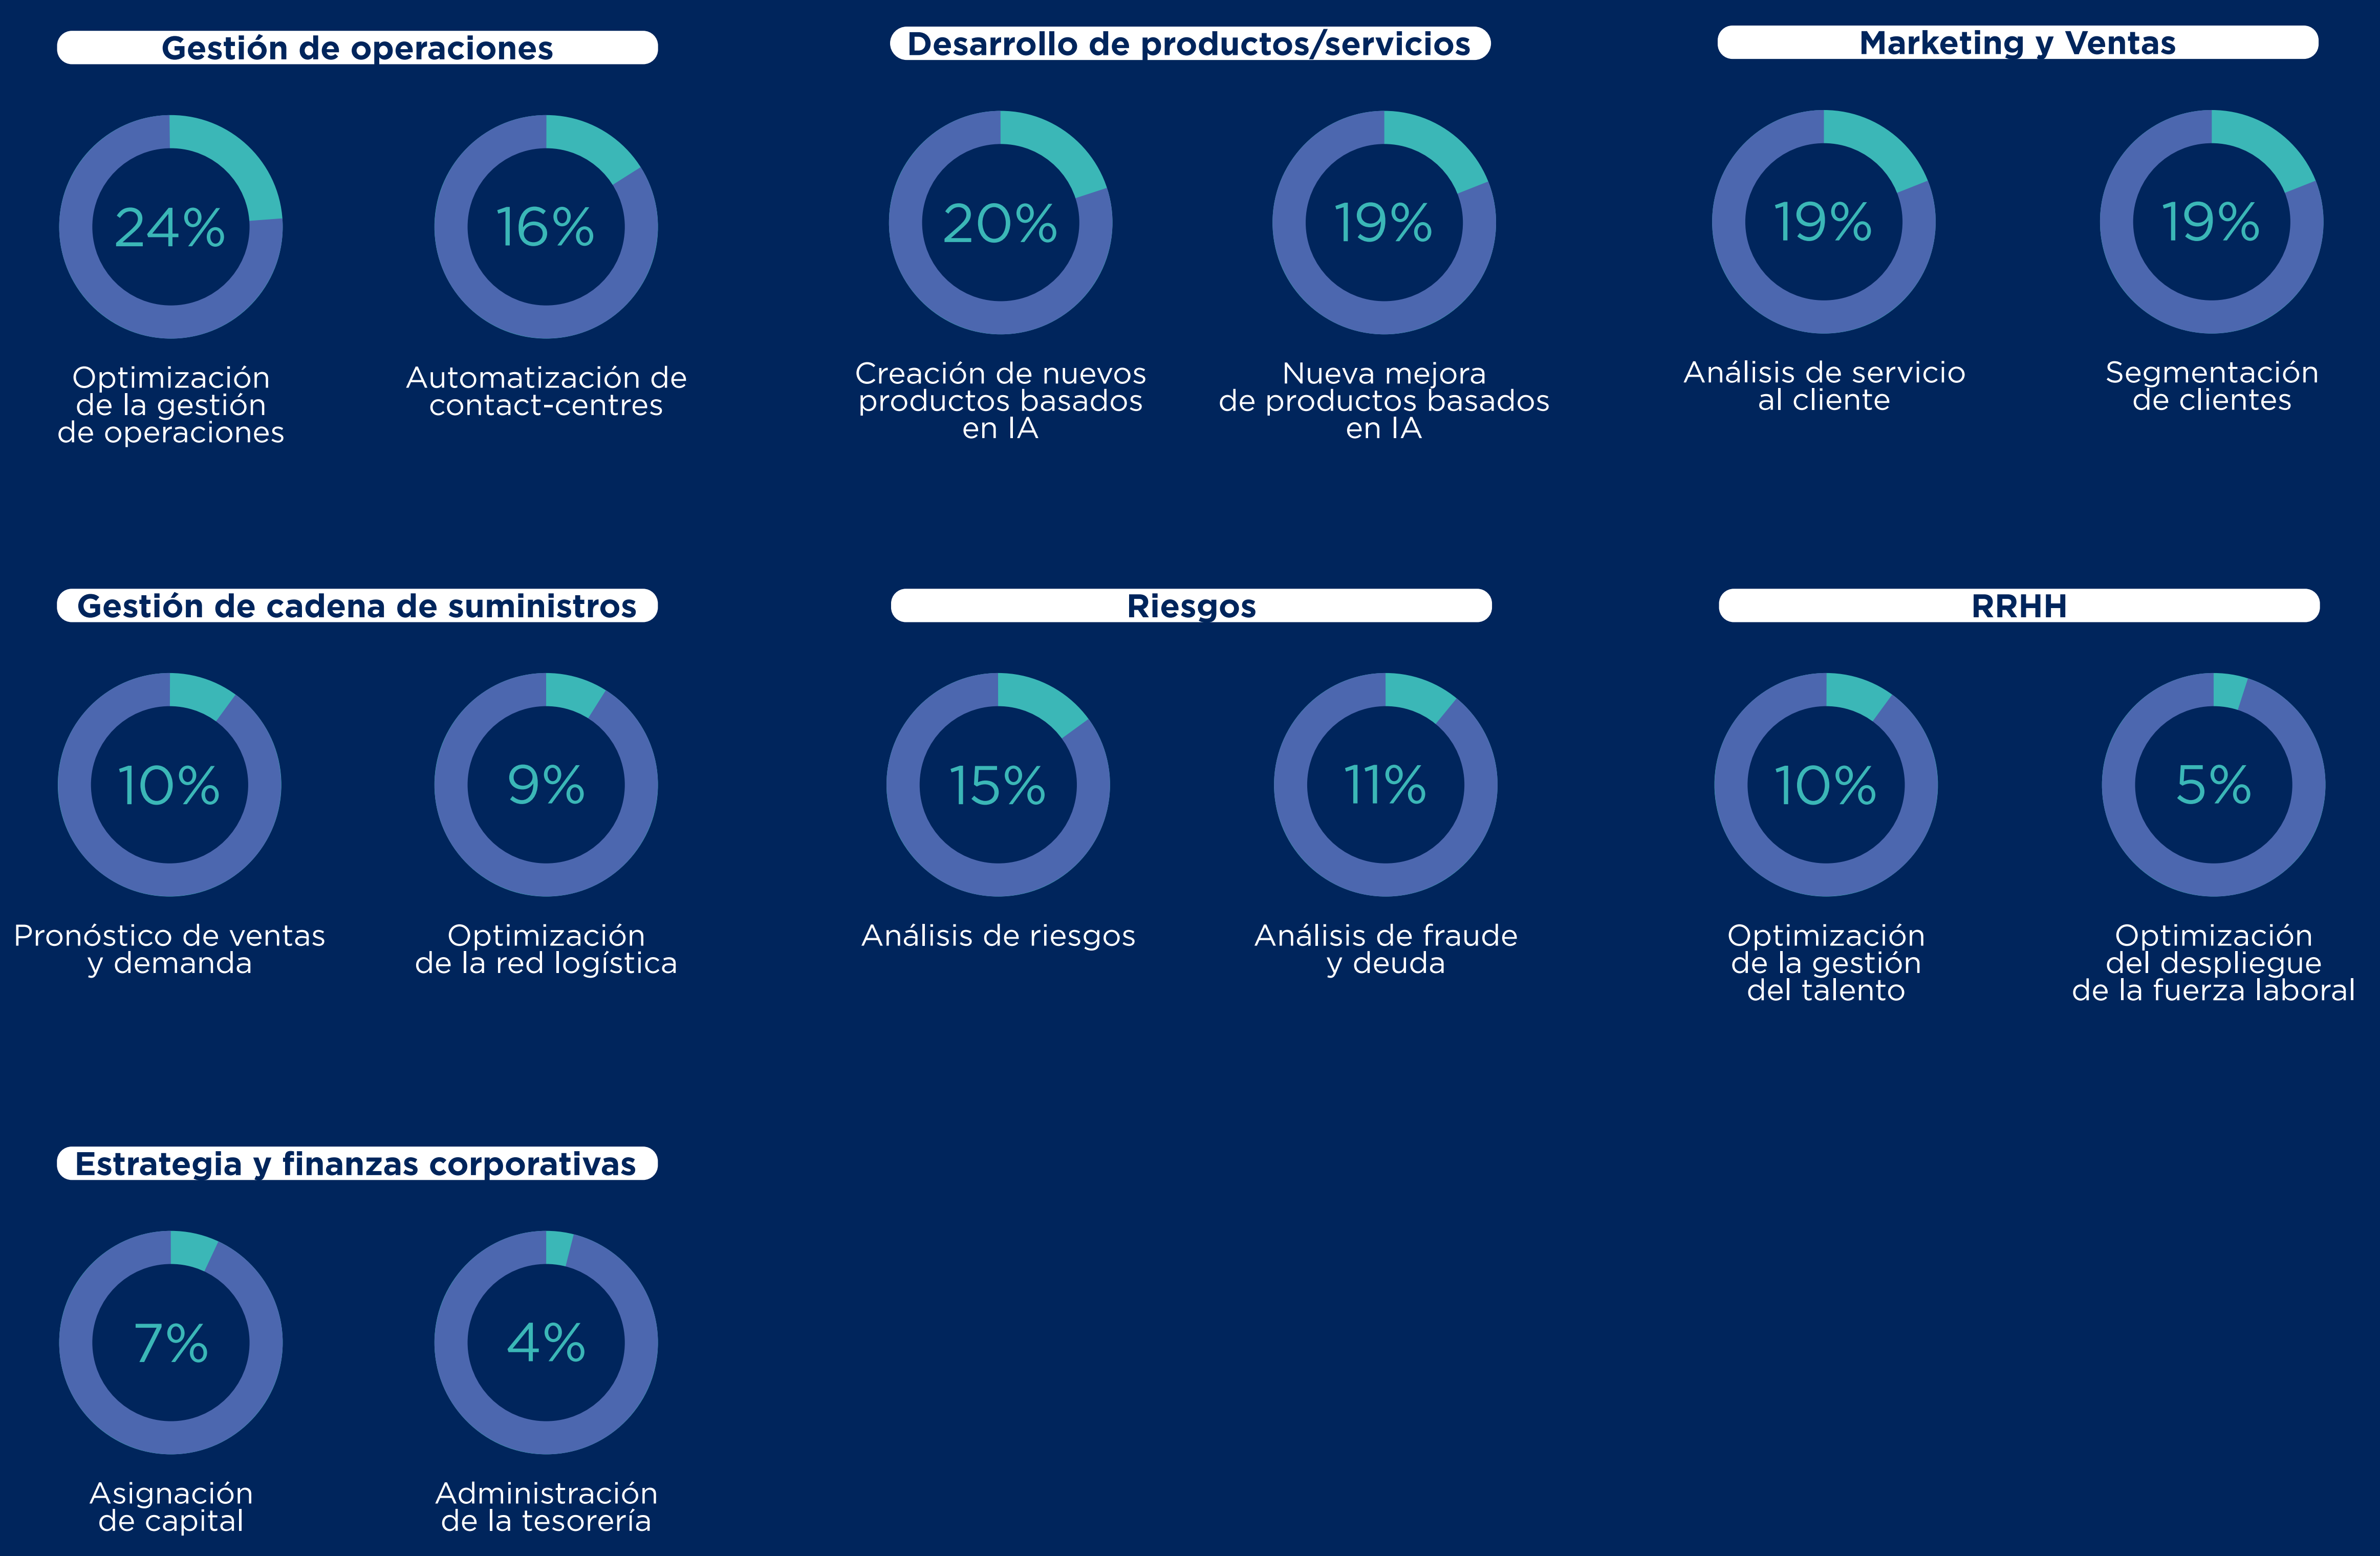 Gestión de operaciones
24%
Optimización
de la gestión
de operaciones
16%
Automatización de
contact-centres
Desarrollo de productos/servicios
20%
Creación de nuevos
productos basados
en IA
19%
Nueva mejora
de productos basados
en IA
Marketing y Ventas
19%
Análisis de servicio
al cliente
19%
Segmentación
de clientes
Gestión de cadena de suministros
10%
Pronóstico de ventas
y demanda
9%
Optimización
de la red logística
Riesgos
15%
Análisis de riesgos
11%
Análisis de fraude
y deuda
RRHH
10%
Optimización
de la gestión
del talento
5%
Optimización
del despliegue
de la fuerza laboral
Estrategia y finanzas corporativas
7%
Asignación
de capital
4%
Administración
de la tesorería